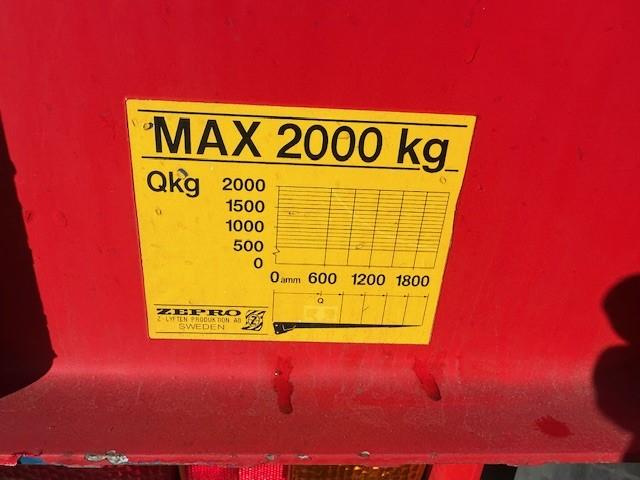 MAX 2000 kg
Qkg 2000
1500
1000
500
0
0 amm 600 1200 1800
Q
ZEPRO
Z-LYFTEN PRODUKTION AB
SWEDEN